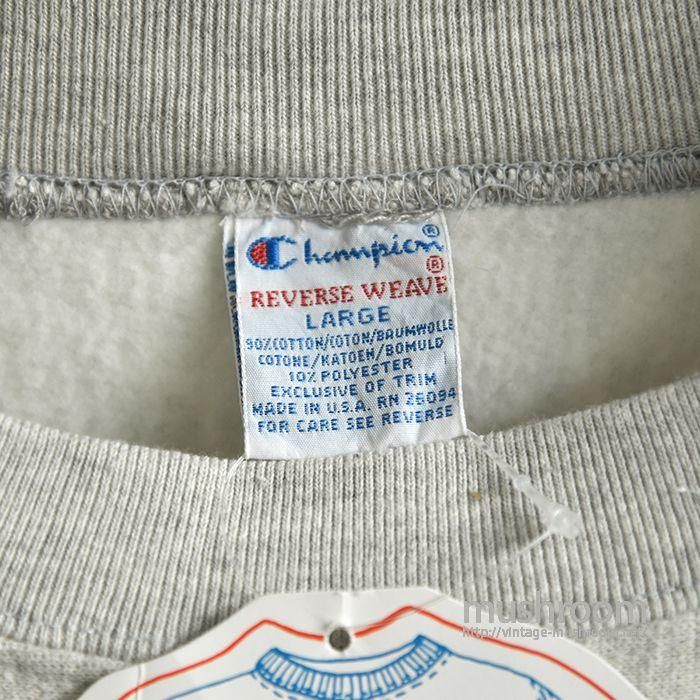 Champion®
REVERSE WEAVE®
LARGE
90% COTTON/COTON/BAUMWOLLE
COTONE/KATOEN/BOMULD
10% POLYESTER
EXCLUSIVE OF TRIM
MADE IN U.S.A. RN 26094
FOR CARE SEE REVERSE
mushroom